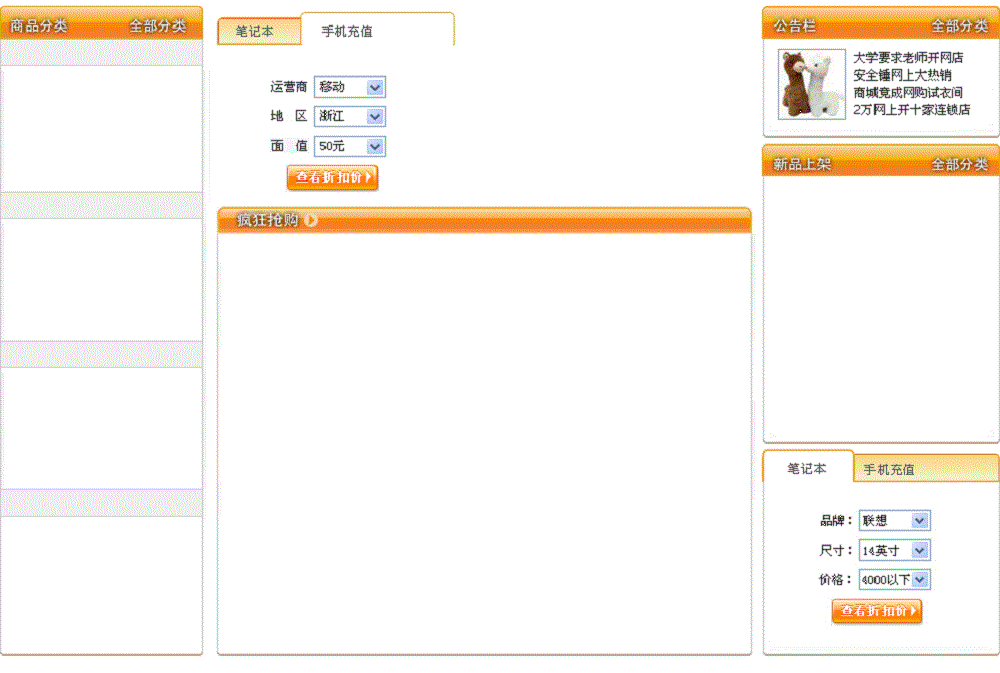 商品分类 全部分类
笔记本 手机充值
运营商 移动
地 区 浙江
面 值 50元
查看折扣价
疯狂抢购
公告栏 全部分类
大学要求老师开网店
安全锤网上大热销
商城竟成网购试衣间
2万网上开十家连锁店
新品上架 全部分类
笔记本 手机充值
品牌： 联想
尺寸： 14英寸
价格： 4000以下
查看折扣价